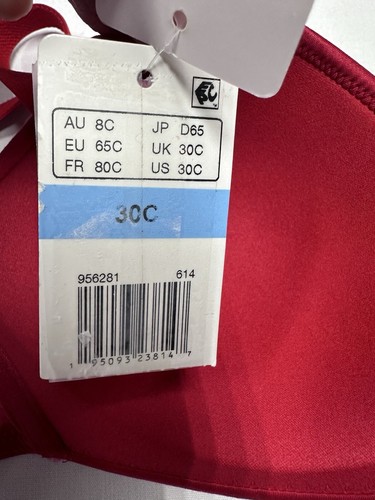 AU 8C JP D65
EU 65C UK 30C
FR 80C US 30C
30C
956281 614
1 95093 23814 7